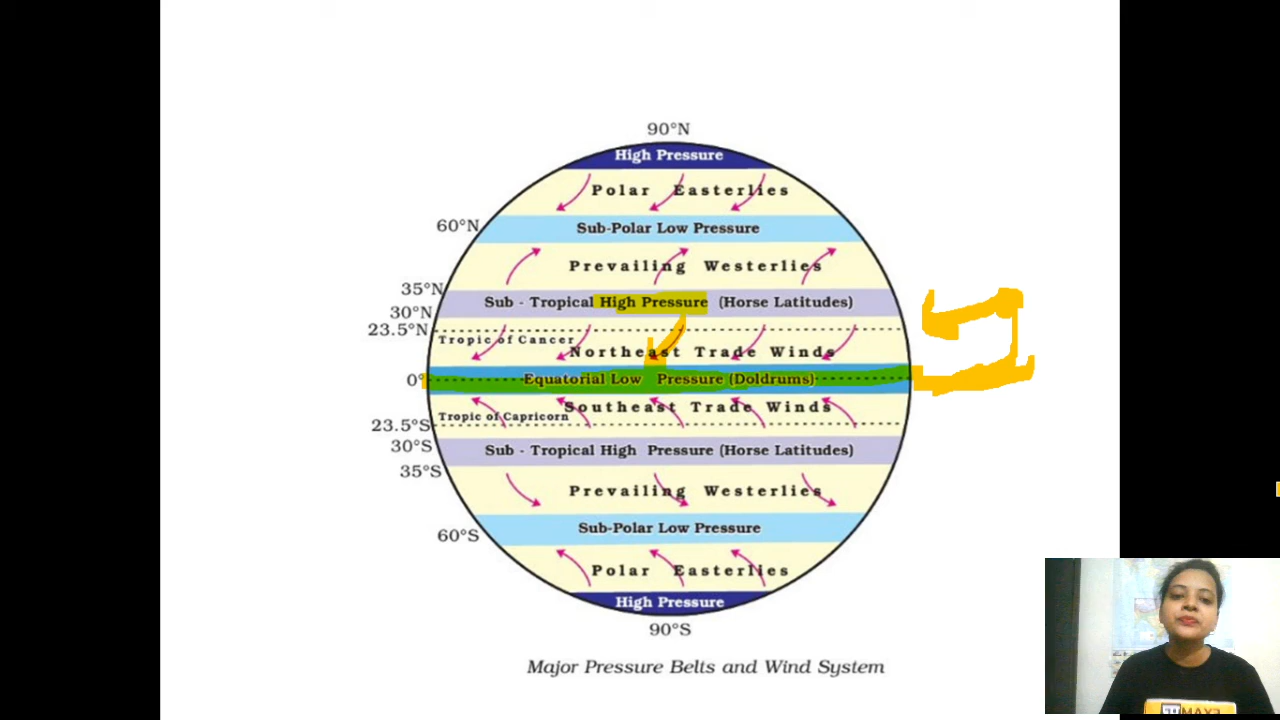 90°N
High Pressure
Polar Easterlies
60°N
Sub-Polar Low Pressure
Prevailing Westerlies
35°N
Sub - Tropical High Pressure (Horse Latitudes)
30°N
23.5°N
Tropic of Cancer
Northeast Trade Winds
0°
Equatorial Low Pressure (Doldrums)
Southeast Trade Winds
Tropic of Capricorn
23.5°S
30°S
Sub - Tropical High Pressure (Horse Latitudes)
35°S
Prevailing Westerlies
Sub-Polar Low Pressure
60°S
Polar Easterlies
High Pressure
90°S
Major Pressure Belts and Wind System